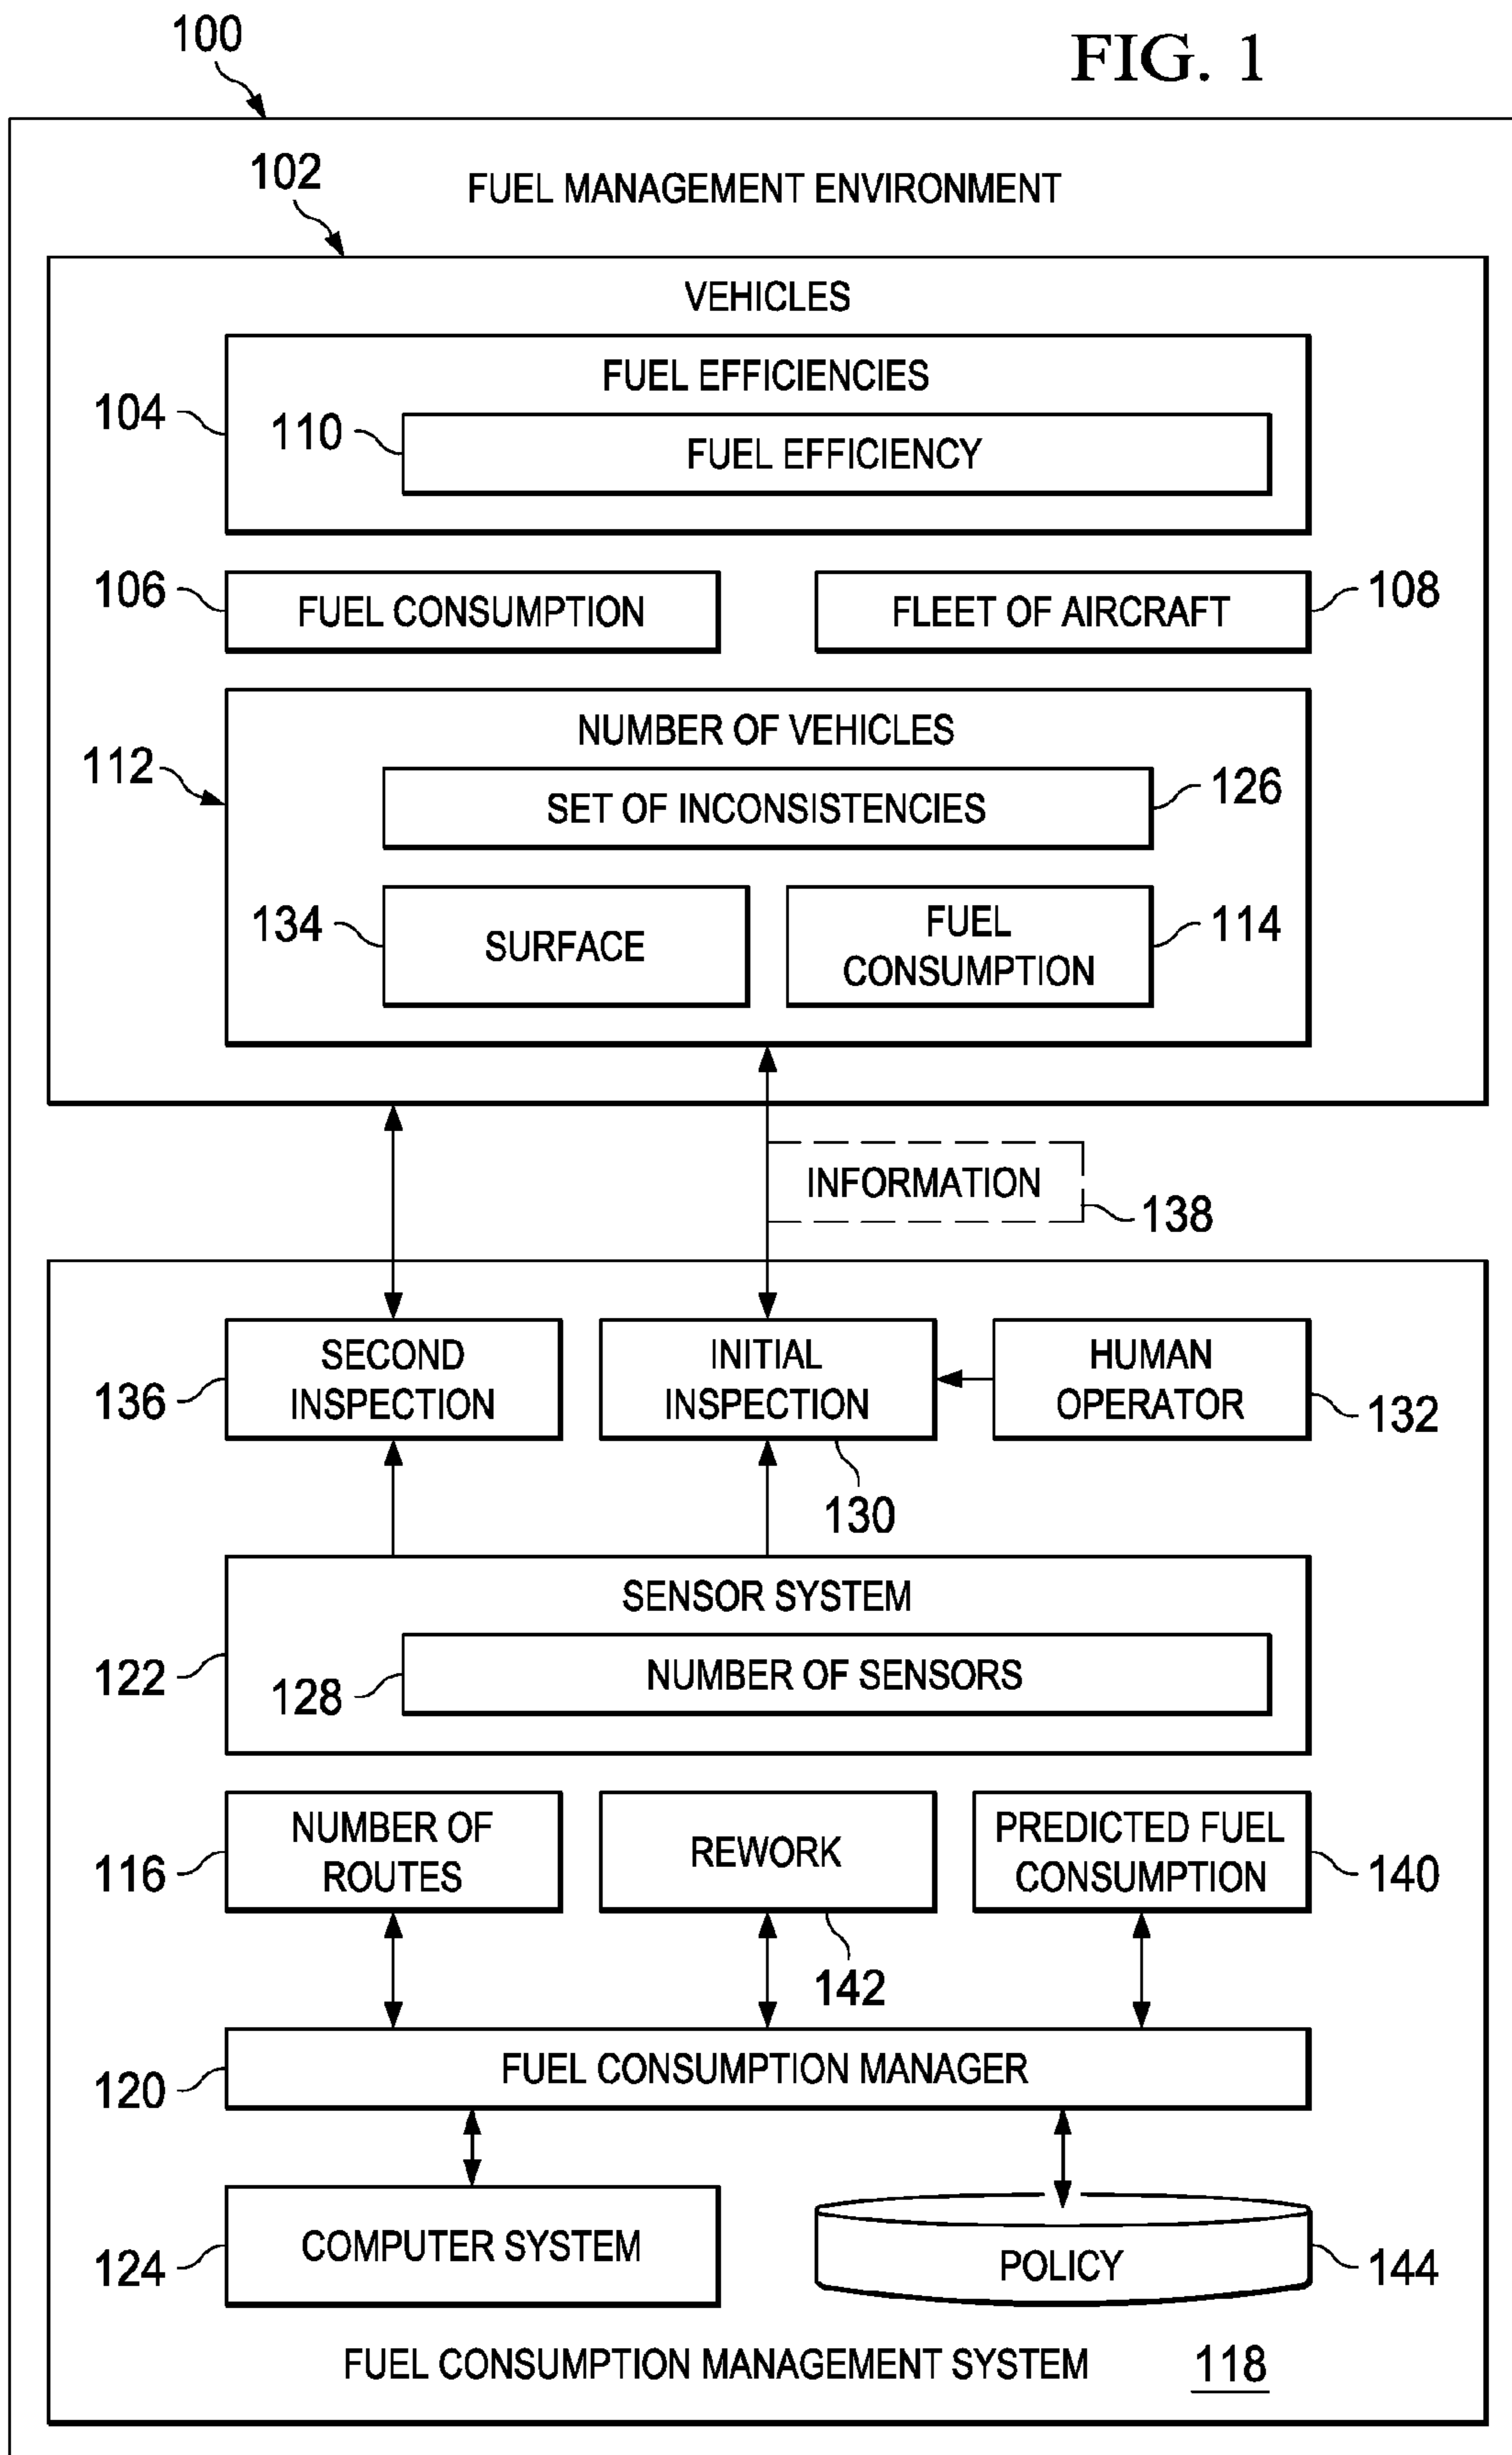 100
FIG. 1
102
FUEL MANAGEMENT ENVIRONMENT
VEHICLES
104
FUEL EFFICIENCIES
110
FUEL EFFICIENCY
106
FUEL CONSUMPTION
FLEET OF AIRCRAFT
108
112
NUMBER OF VEHICLES
SET OF INCONSISTENCIES
126
134
SURFACE
FUEL
CONSUMPTION
114
INFORMATION
138
136
SECOND
INSPECTION
INITIAL
INSPECTION
130
HUMAN
OPERATOR
132
SENSOR SYSTEM
122
128
NUMBER OF SENSORS
116
NUMBER OF
ROUTES
REWORK
142
PREDICTED FUEL
CONSUMPTION
140
120
FUEL CONSUMPTION MANAGER
124
COMPUTER SYSTEM
POLICY
144
FUEL CONSUMPTION MANAGEMENT SYSTEM
118